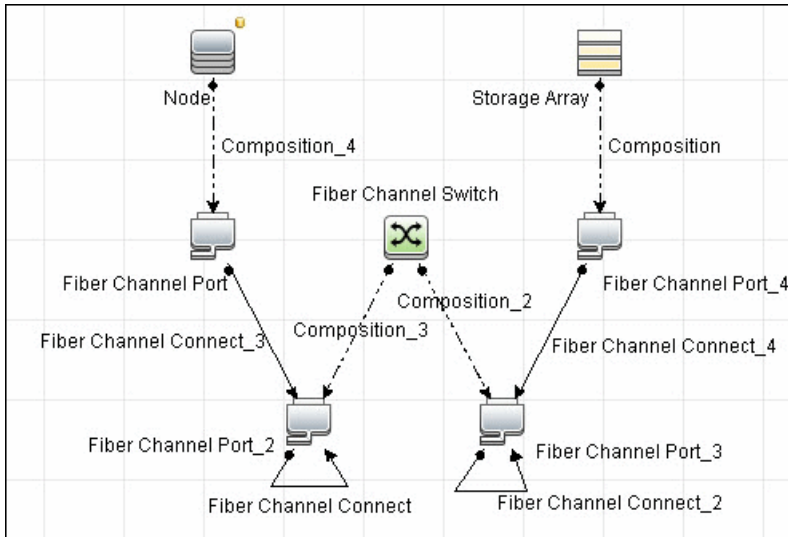 Node
Storage Array
Composition_4
Composition
Fiber Channel Switch
Fiber Channel Port
Fiber Channel Port_4
Composition_2
Composition_3
Fiber Channel Connect_3
Fiber Channel Connect_4
Fiber Channel Port_2
Fiber Channel Port_3
Fiber Channel Connect
Fiber Channel Connect_2